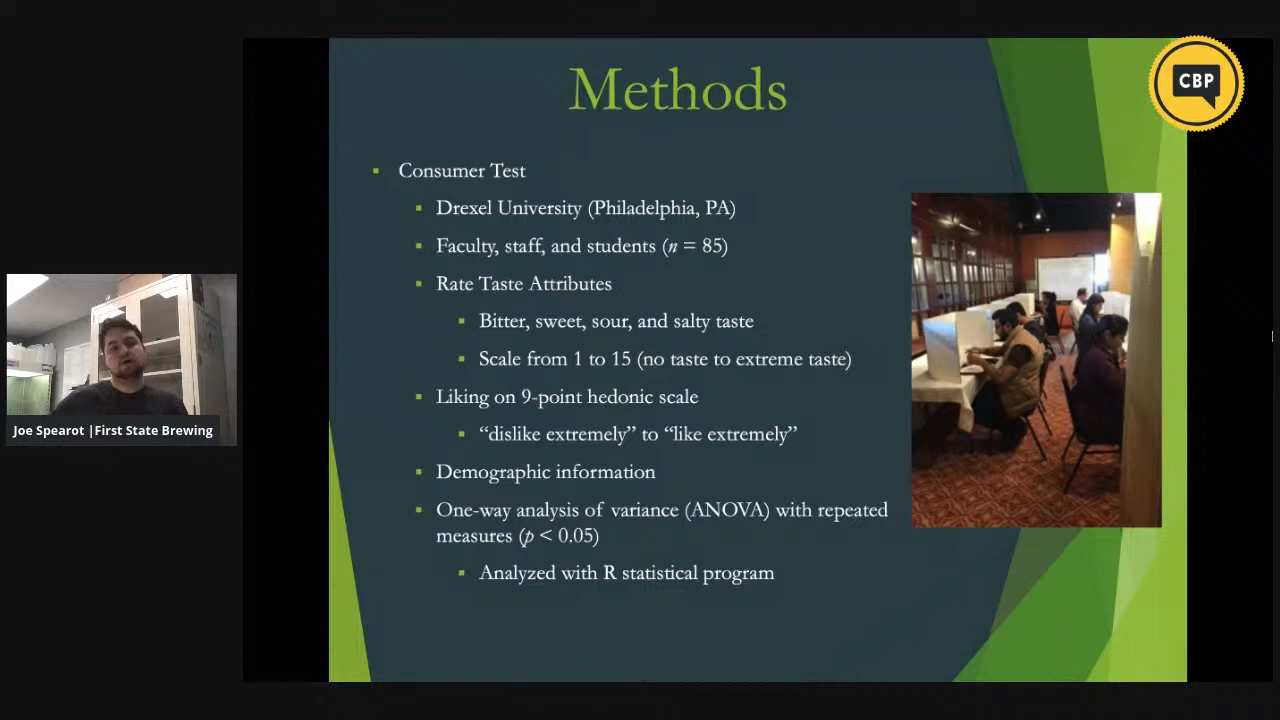 Methods
CBP
Consumer Test
Drexel University (Philadelphia, PA)
Faculty, staff, and students (n = 85)
Rate Taste Attributes
Bitter, sweet, sour, and salty taste
Scale from 1 to 15 (no taste to extreme taste)
Liking on 9-point hedonic scale
“dislike extremely” to “like extremely”
Demographic information
One-way analysis of variance (ANOVA) with repeated
measures (p < 0.05)
Analyzed with R statistical program
Joe Spearot |First State Brewing